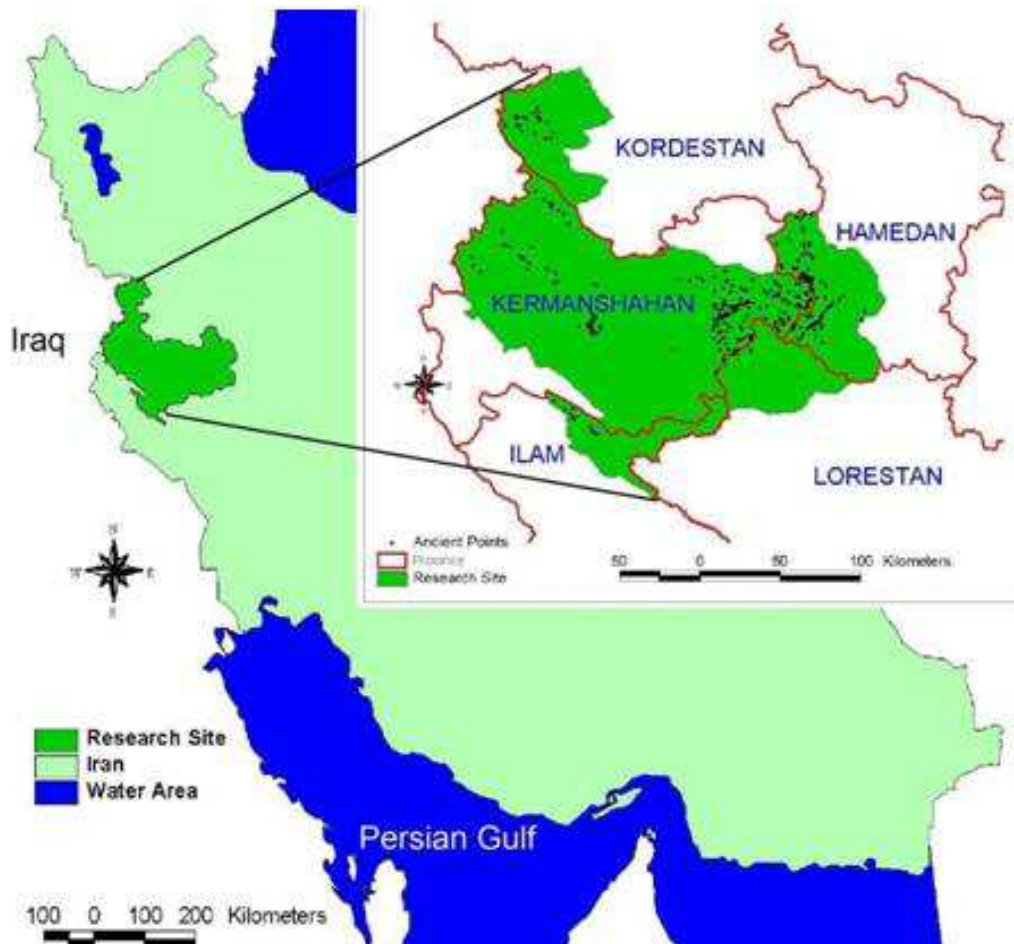 KORDESTAN
HAMEDAN
KERMANSHAHAN
Iraq
ILAM
LORESTAN
Ancient Points
Province
Research Site
50 0 50 100 Kilometers
N
W E
S
Research Site
Iran
Water Area
Persian Gulf
100 0 100 200 Kilometers